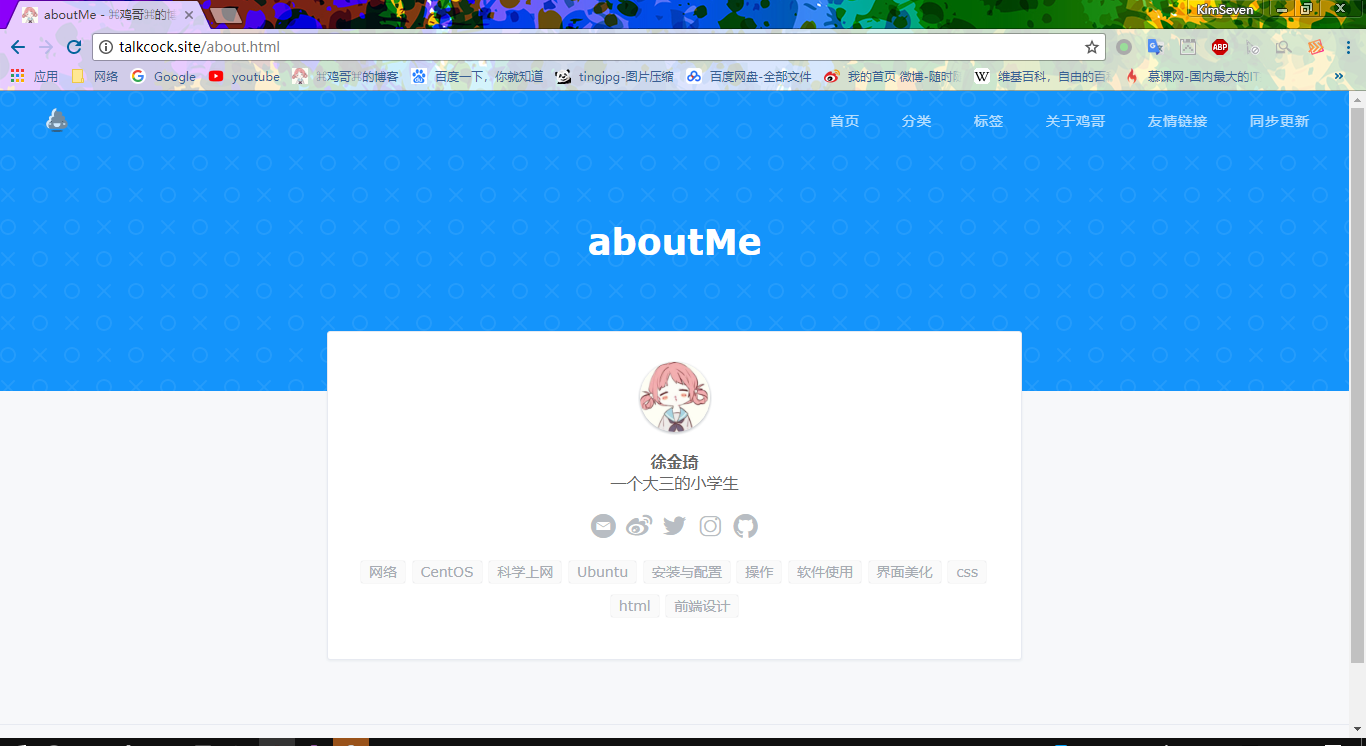 aboutMe - 我鸡哥我的博
KimSeven
talkcock.site/about.html
ABP
应用 网络 Google youtube 我鸡哥我的博客 百度一下，你就知道 tingjpg-图片压缩 百度网盘-全部文件 我的首页 微博-随时随 维基百科，自由的百 慕课网-国内最大的IT »
首页 分类 标签 关于鸡哥 友情链接 同步更新
aboutMe
徐金琦
一个大三的小学生
网络 CentOS 科学上网 Ubuntu 安装与配置 操作 软件使用 界面美化 css
html 前端设计